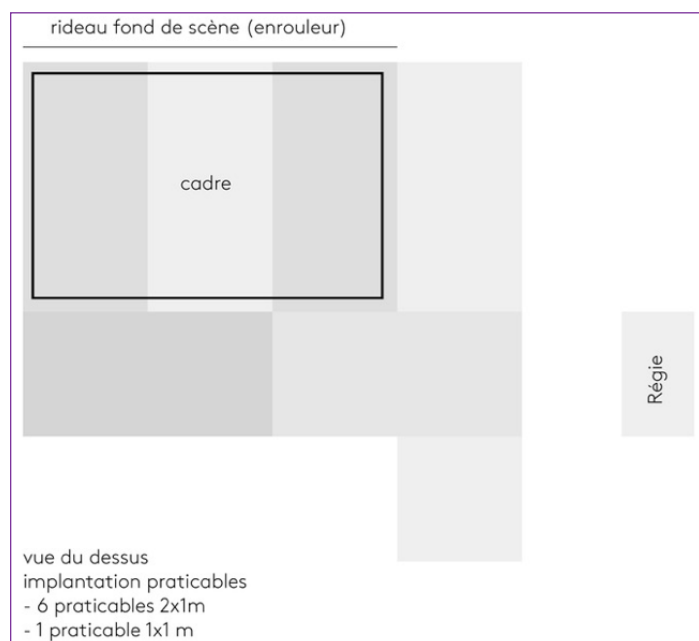 rideau fond de scène (enrouleur)
cadre
Régie
vue du dessus
implantation praticables
- 6 praticables 2x1m
- 1 praticable 1x1 m